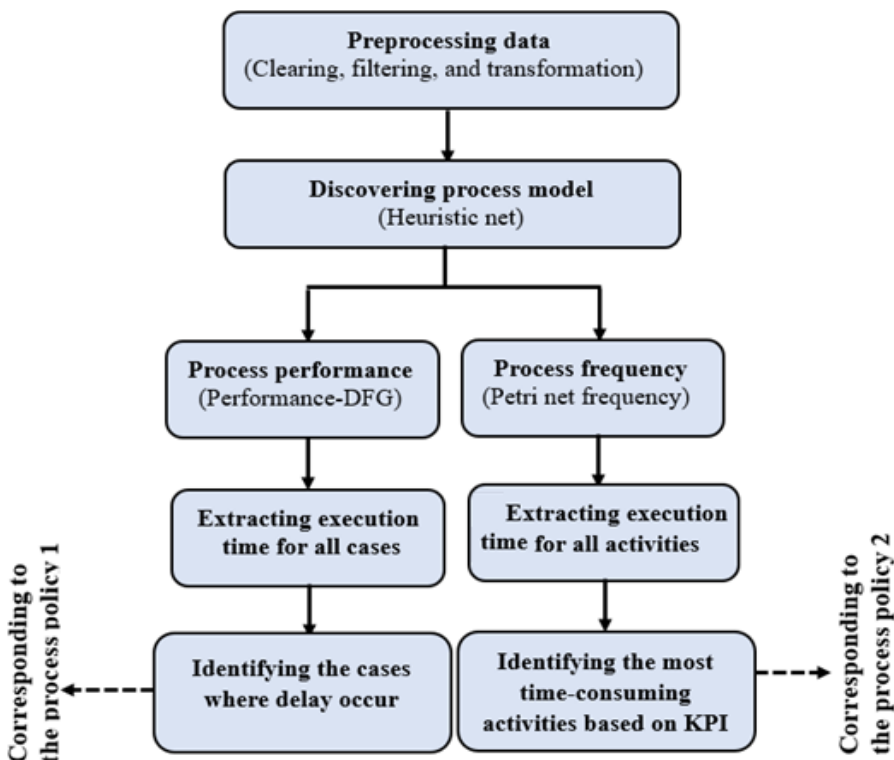 Preprocessing data
(Clearing, filtering, and transformation)
Discovering process model
(Heuristic net)
Process performance
(Performance-DFG)
Process frequency
(Petri net frequency)
Extracting execution
time for all cases
Extracting execution
time for all activities
Corresponding to
the process policy 1
Identifying the cases
where delay occur
Identifying the most
time-consuming
activities based on KPI
Corresponding to
the process policy 2